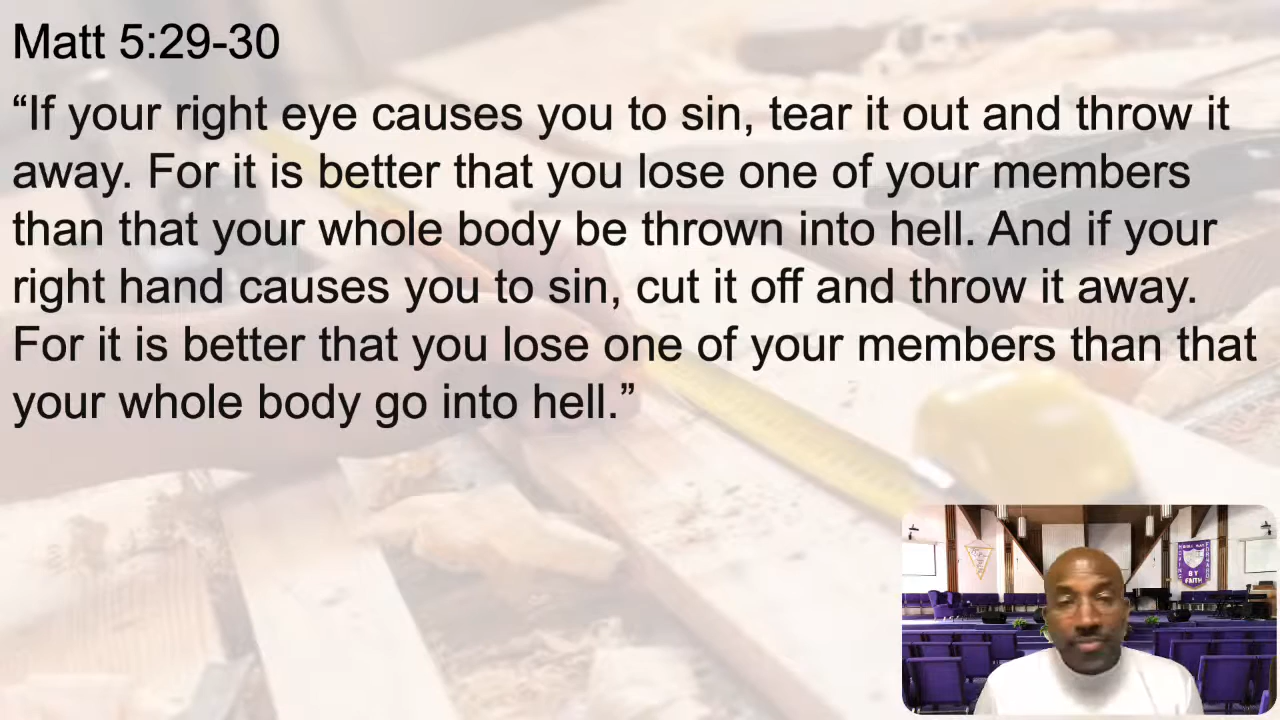 Matt 5:29-30
“If your right eye causes you to sin, tear it out and throw it
away. For it is better that you lose one of your members
than that your whole body be thrown into hell. And if your
right hand causes you to sin, cut it off and throw it away.
For it is better that you lose one of your members than that
your whole body go into hell.”
BY
FAITH